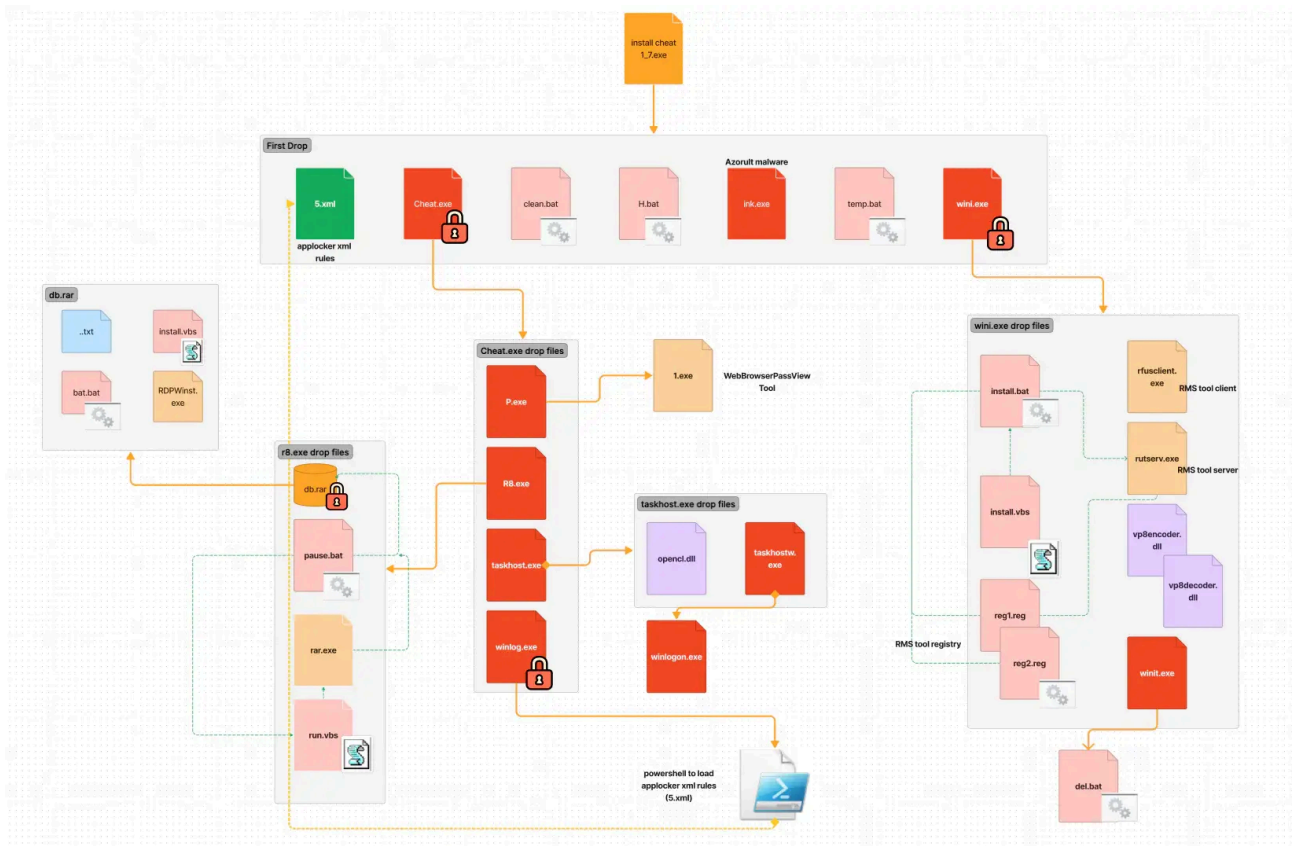 install cheat
1_7.exe
First Drop
Azorult malware
5.xml
Cheat.exe
clean.bat
H.bat
ink.exe
temp.bat
wini.exe
applocker xml
rules
db.rar
..txt
install.vbs
bat.bat
RDPWinst.
exe
r8.exe drop files
db.rar
pause.bat
rar.exe
run.vbs
Cheat.exe drop files
P.exe
R8.exe
taskhost.exe
winlog.exe
1.exe
WebBrowserPassView
Tool
taskhost.exe drop files
opencl.dll
taskhostw.
exe
winlogon.exe
powershell to load
applocker xml rules
(5.xml)
wini.exe drop files
install.bat
rfusclient.
exe
RMS tool client
rutserv.exe
RMS tool server
install.vbs
vp8encoder.
dll
vp8decoder.
dll
reg1.reg
RMS tool registry
reg2.reg
winit.exe
del.bat